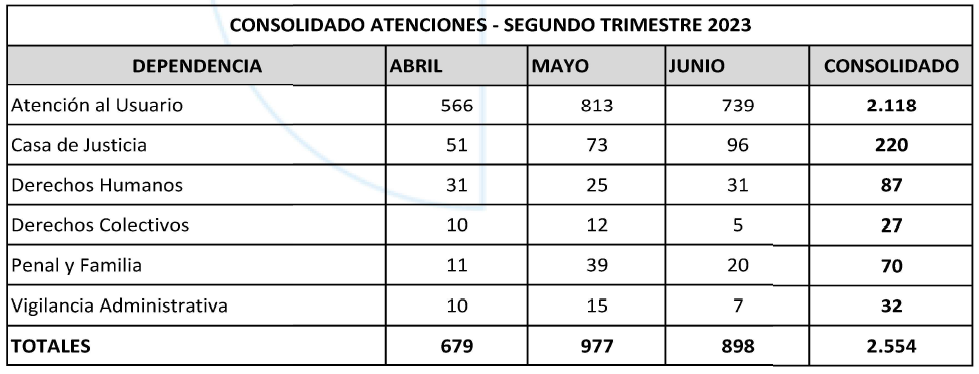 CONSOLIDADO ATENCIONES - SEGUNDO TRIMESTRE 2023
DEPENDENCIA ABRIL MAYO JUNIO CONSOLIDADO
Atención al Usuario 566 813 739 2.118
Casa de Justicia 51 73 96 220
Derechos Humanos 31 25 31 87
Derechos Colectivos 10 12 5 27
Penal y Familia 11 39 20 70
Vigilancia Administrativa 10 15 7 32
TOTALES 679 977 898 2.554